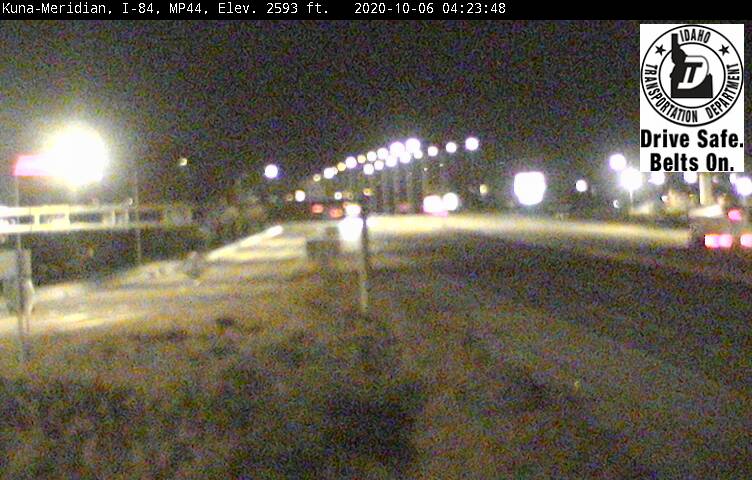 Kuna-Meridian, I-84, MP44, Elev. 2593 ft.   2020-10-06 04:23:48
IDAHO
TRANSPORTATION DEPARTMENT
Drive Safe.
Belts On.